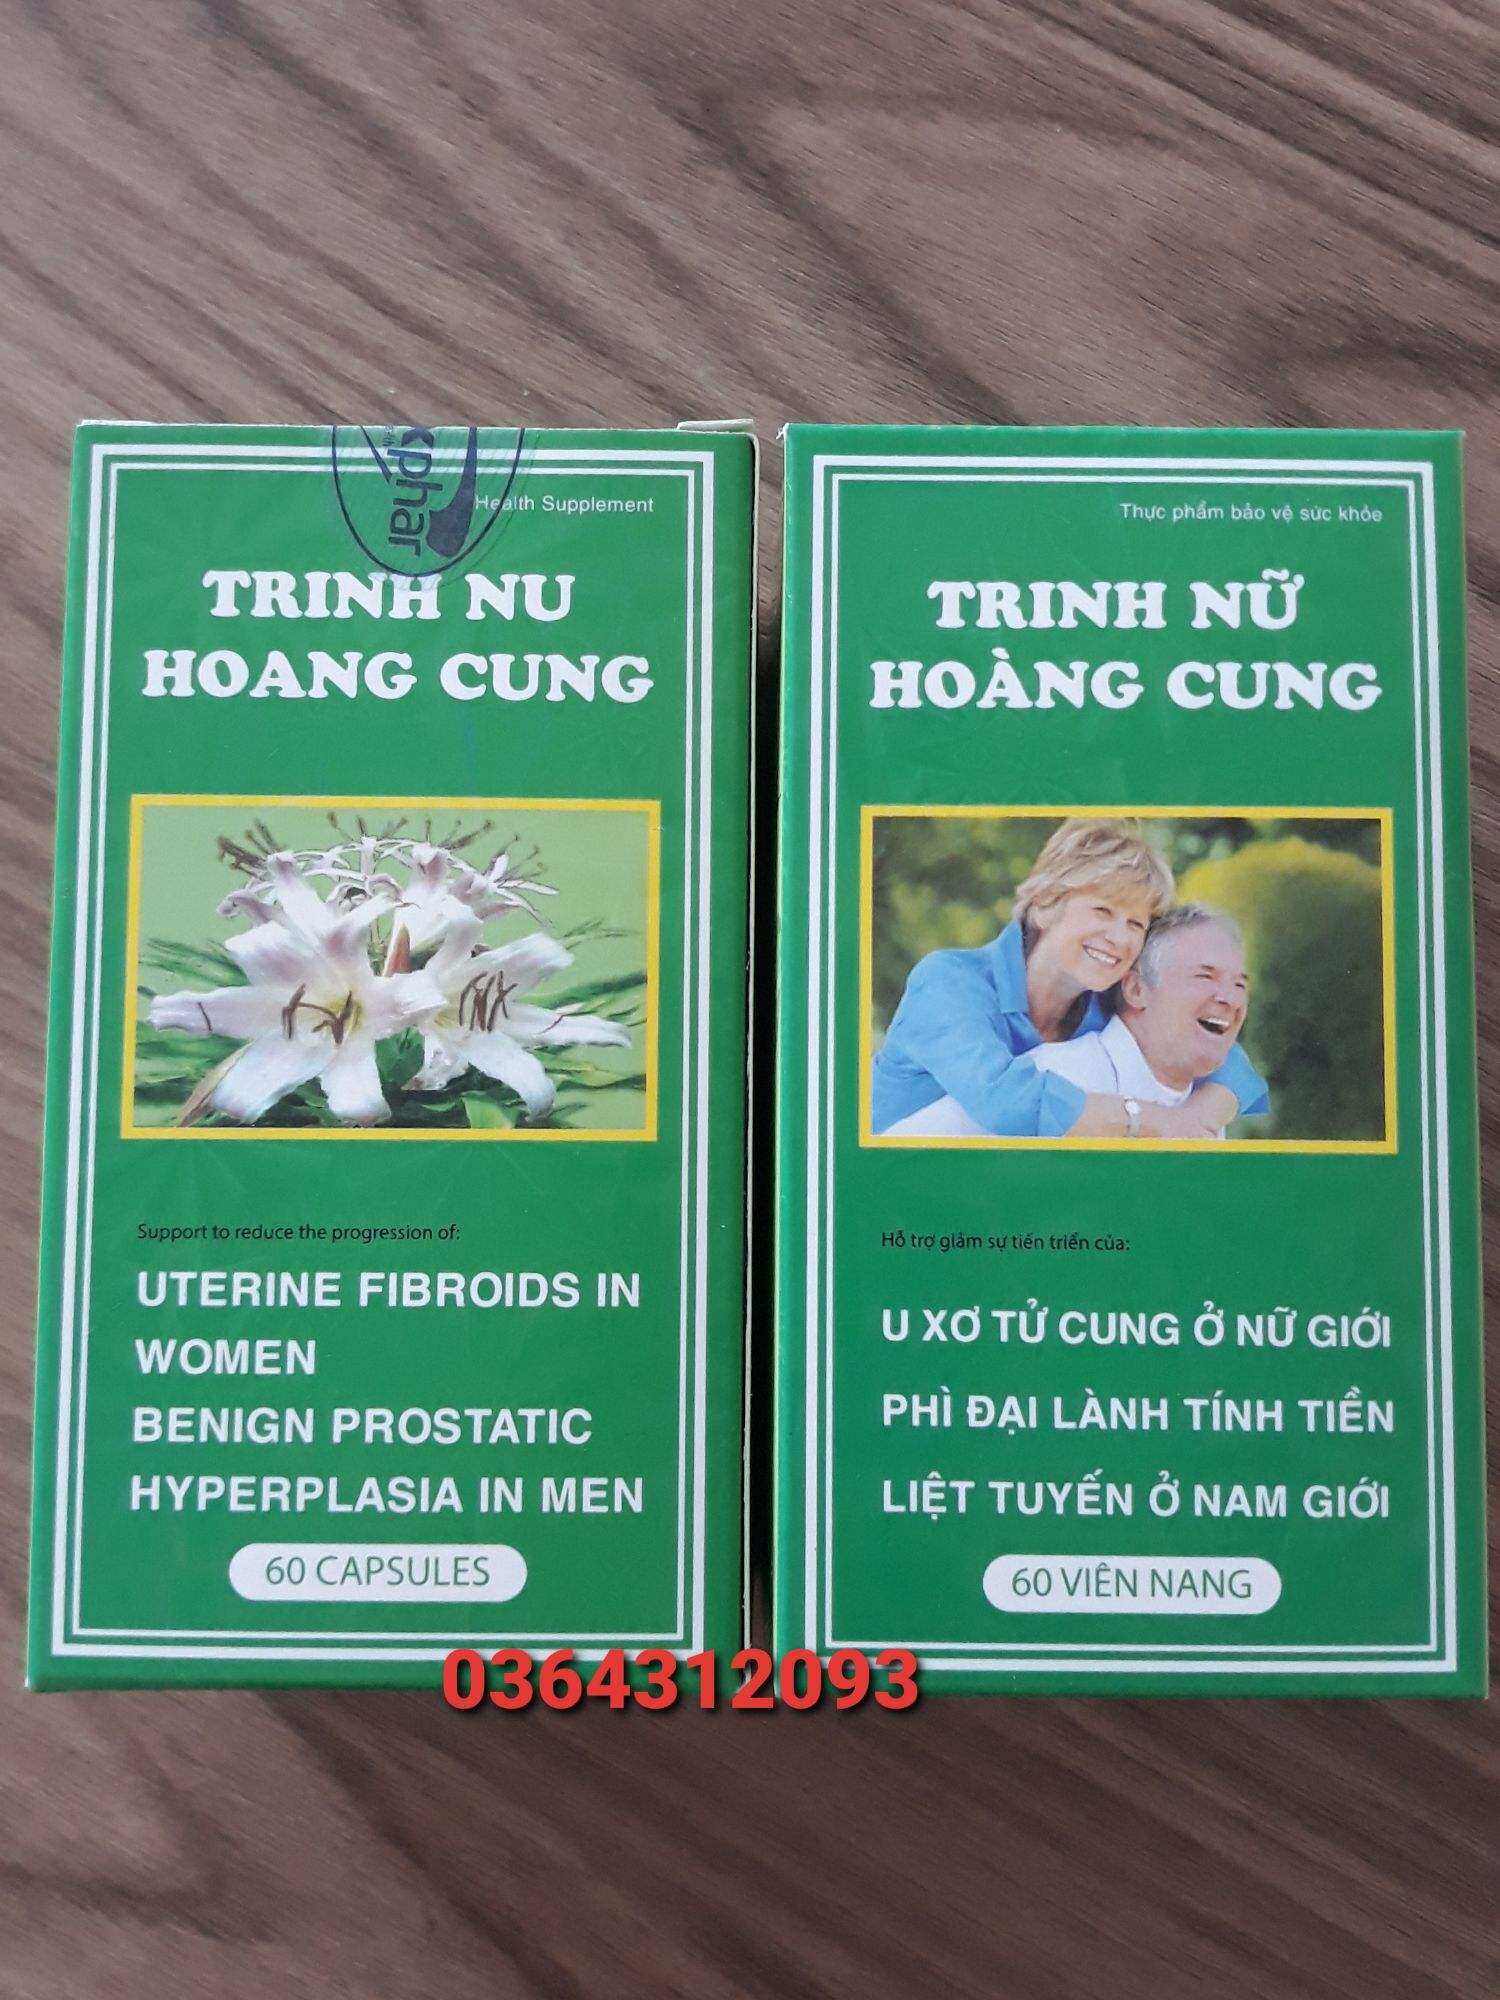 kphar
Health Supplement
TRINH NU
HOANG CUNG
Support to reduce the progression of:
UTERINE FIBROIDS IN
WOMEN
BENIGN PROSTATIC
HYPERPLASIA IN MEN
60 CAPSULES
Thực phẩm bảo vệ sức khỏe
TRINH NỮ
HOÀNG CUNG
Hỗ trợ giảm sự tiến triển của:
U XƠ TỬ CUNG Ở NỮ GIỚI
PHÌ ĐẠI LÀNH TÍNH TIỀN
LIỆT TUYẾN Ở NAM GIỚI
60 VIÊN NANG
0364312093